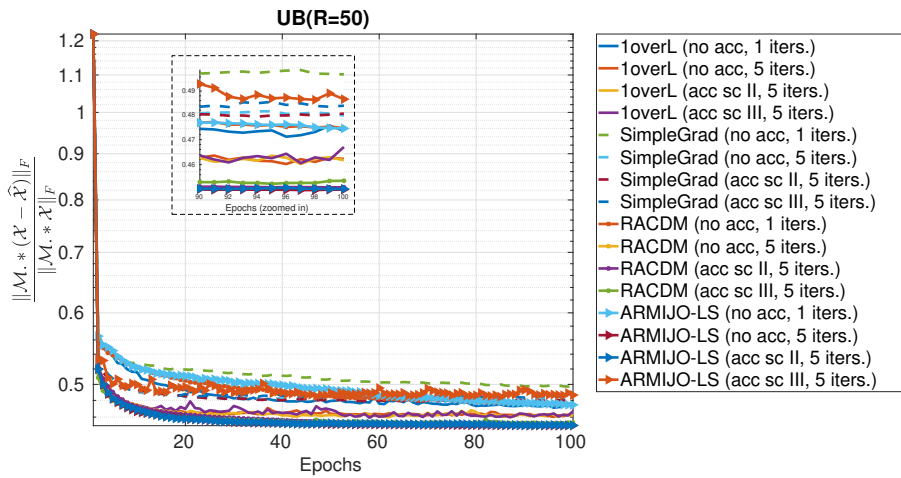 UB(R=50)
1.2
1.1
1
0.9
0.8
0.7
0.6
0.5
||M. ∗ (X − X̂)||_F
||M. ∗ X||_F
0.49
0.48
0.47
0.46
90 92 94 96 98 100
Epochs (zoomed in)
20 40 60 80 100
Epochs
1overL (no acc, 1 iters.)
1overL (no acc, 5 iters.)
1overL (acc sc II, 5 iters.)
1overL (acc sc III, 5 iters.)
SimpleGrad (no acc, 1 iters.)
SimpleGrad (no acc, 5 iters.)
SimpleGrad (acc sc II, 5 iters.)
SimpleGrad (acc sc III, 5 iters.)
RACDM (no acc, 1 iters.)
RACDM (no acc, 5 iters.)
RACDM (acc sc II, 5 iters.)
RACDM (acc sc III, 5 iters.)
ARMIJO-LS (no acc, 1 iters.)
ARMIJO-LS (no acc, 5 iters.)
ARMIJO-LS (acc sc II, 5 iters.)
ARMIJO-LS (acc sc III, 5 iters.)